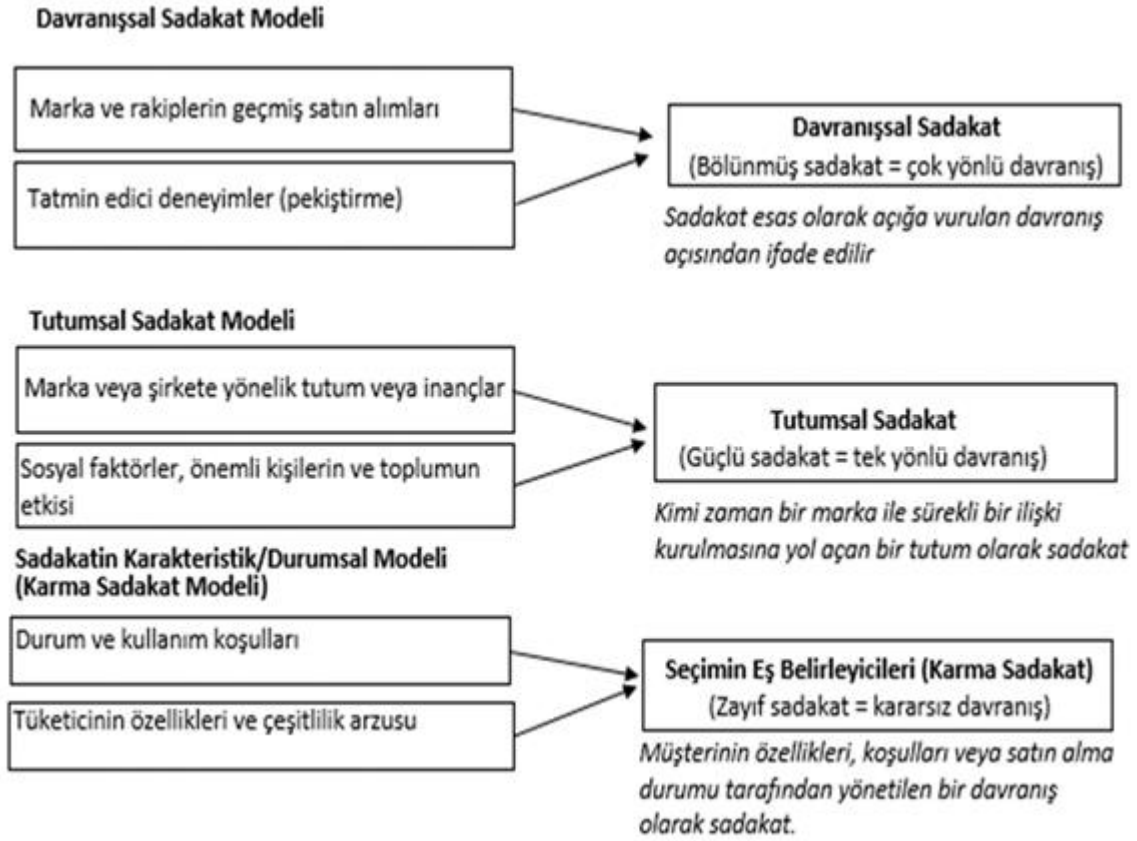 Davranışsal Sadakat Modeli
Marka ve rakiplerin geçmiş satın alımları
Tatmin edici deneyimler (pekiştirme)
Davranışsal Sadakat
(Bölünmüş sadakat = çok yönlü davranış)
Sadakat esas olarak açığa vurulan davranış
açısından ifade edilir
Tutumsal Sadakat Modeli
Marka veya şirkete yönelik tutum veya inançlar
Sosyal faktörler, önemli kişilerin ve toplumun
etkisi
Tutumsal Sadakat
(Güçlü sadakat = tek yönlü davranış)
Kimi zaman bir marka ile sürekli bir ilişki
kurulmasına yol açan bir tutum olarak sadakat
Sadakatin Karakteristik/Durumsal Modeli
(Karma Sadakat Modeli)
Durum ve kullanım koşulları
Tüketicinin özellikleri ve çeşitlilik arzusu
Seçimin Eş Belirleyicileri (Karma Sadakat)
(Zayıf sadakat = kararsız davranış)
Müşterinin özellikleri, koşulları veya satın alma
durumu tarafından yönetilen bir davranış
olarak sadakat.